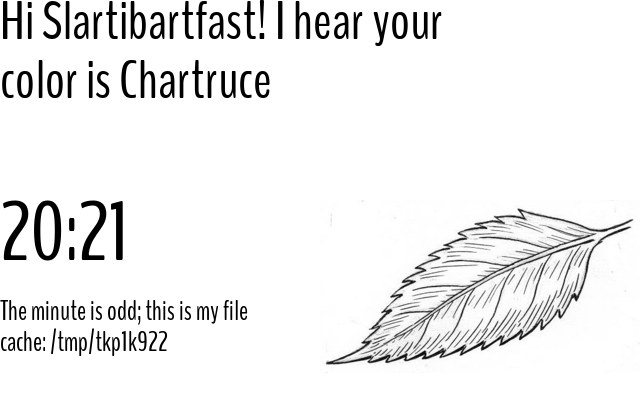 Hi Slartibartfast! I hear your
color is Chartruce
20:21
The minute is odd; this is my file
cache: /tmp/tkp1k922